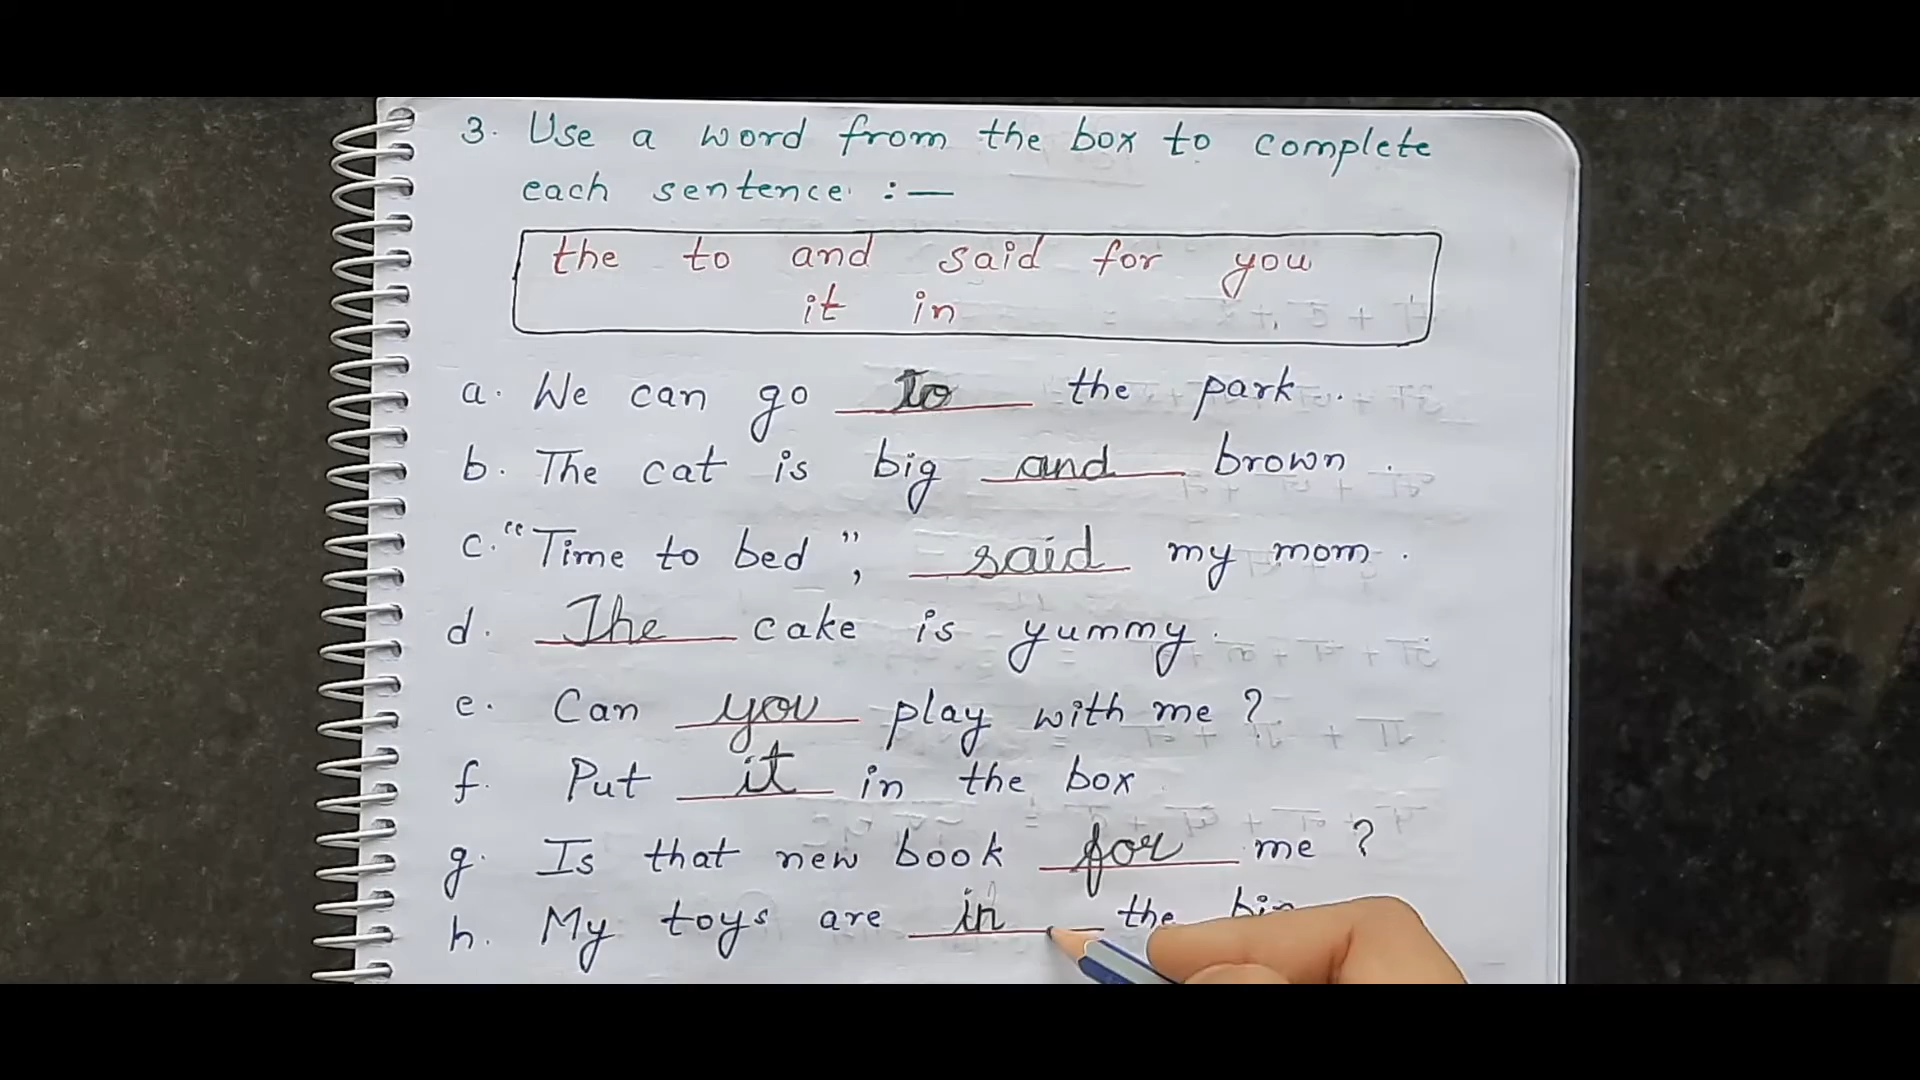 3. Use a word from the box to complete
each sentence :—
the to and said for you
it in
a. We can go to the park.
b. The cat is big and brown.
c. "Time to bed", said my mom.
d. The cake is yummy.
e. Can you play with me?
f. Put it in the box.
g. Is that new book for me?
h. My toys are in the